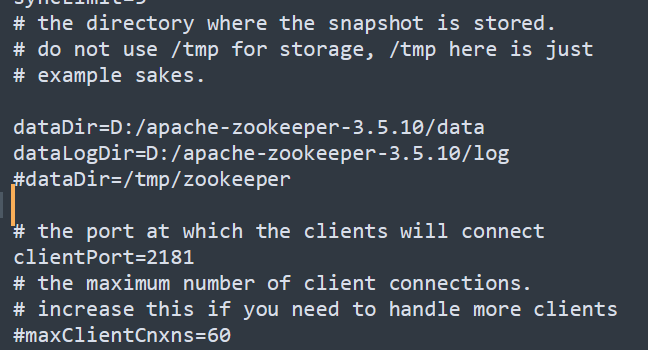 syncLimit=5
# the directory where the snapshot is stored.
# do not use /tmp for storage, /tmp here is just
# example sakes.
dataDir=D:/apache-zookeeper-3.5.10/data
dataLogDir=D:/apache-zookeeper-3.5.10/log
#dataDir=/tmp/zookeeper
# the port at which the clients will connect
clientPort=2181
# the maximum number of client connections.
# increase this if you need to handle more clients
#maxClientCnxns=60